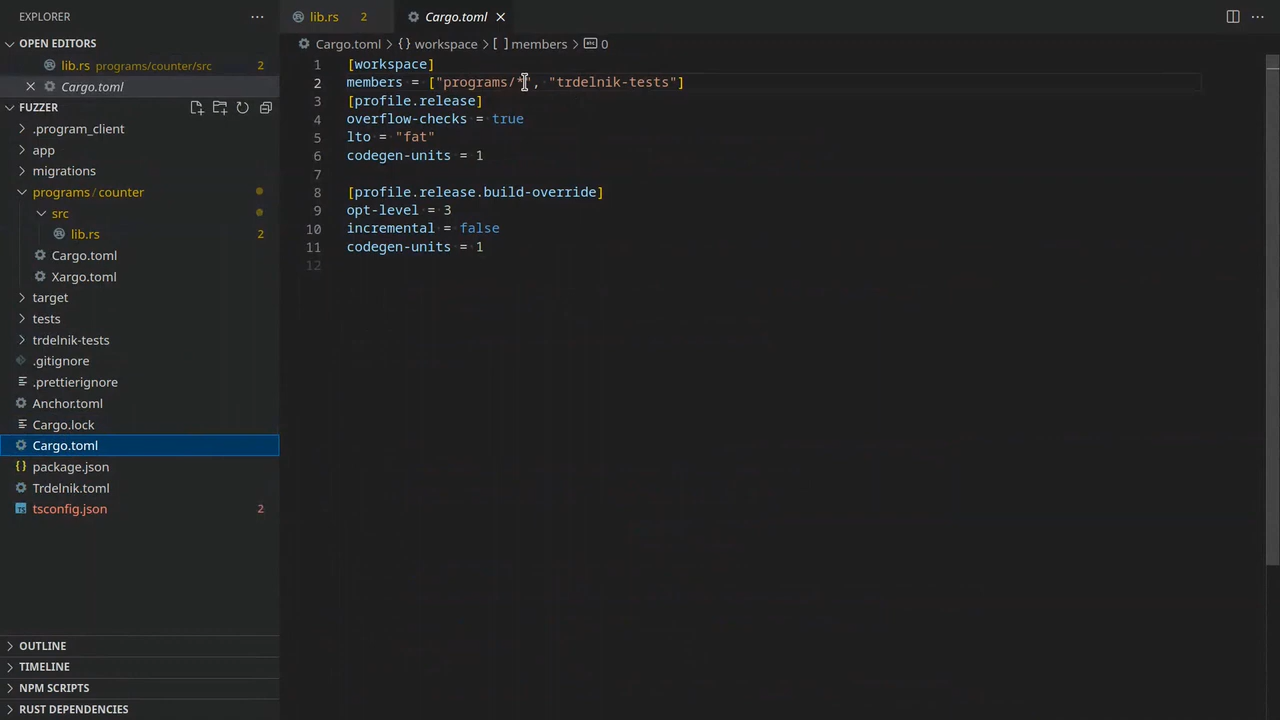 EXPLORER
OPEN EDITORS
lib.rs programs/counter/src 2
Cargo.toml
FUZZER
.program_client
app
migrations
programs / counter
src
lib.rs 2
Cargo.toml
Xargo.toml
target
tests
trdelnik-tests
.gitignore
.prettierignore
Anchor.toml
Cargo.lock
Cargo.toml
package.json
Trdelnik.toml
tsconfig.json 2
OUTLINE
TIMELINE
NPM SCRIPTS
RUST DEPENDENCIES
lib.rs 2 Cargo.toml
Cargo.toml > {} workspace > [ ] members > abc 0
1 [workspace]
2 members = ["programs/*", "trdelnik-tests"]
3 [profile.release]
4 overflow-checks = true
5 lto = "fat"
6 codegen-units = 1
7
8 [profile.release.build-override]
9 opt-level = 3
10 incremental = false
11 codegen-units = 1
12